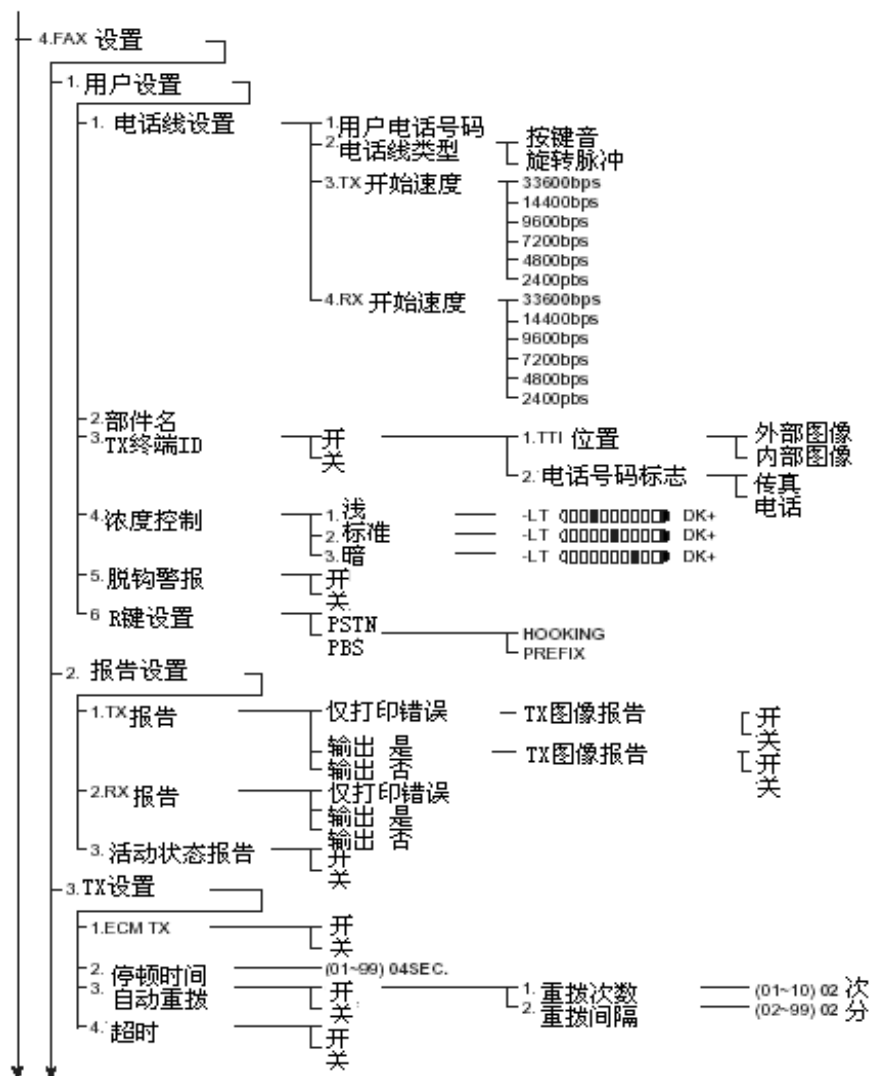 4.FAX 设置
1. 用户设置
1. 电话线设置
1. 用户电话号码
2. 电话线类型
按键音
旋转脉冲
3.TX 开始速度
33600bps
14400bps
9600bps
7200bps
4800bps
2400pbs
4.RX 开始速度
33600bps
14400bps
9600bps
7200bps
4800bps
2400pbs
2. 部件名
3. TX终端ID
开
关
1.TTI 位置
外部图像
内部图像
2. 电话号码标志
传真
电话
4. 浓度控制
1. 浅 -LT DK+
2. 标准 -LT DK+
3. 暗 -LT DK+
5. 脱钩警报
开
关
6 R键设置
PSTN
PBS
HOOKING
PREFIX
2. 报告设置
1.TX 报告
仅打印错误 TX图像报告 开
关
输出 是 TX图像报告 开
关
输出 否
2.RX 报告
仅打印错误
输出 是
输出 否
3. 活动状态报告
开
关
3.TX设置
1.ECM TX
开
关
2. 停顿时间 (01~99) 04SEC.
3. 自动重拨
开
关
1. 重拨次数 (01~10) 02 次
2. 重拨间隔 (02~99) 02 分
4. 超时
开
关